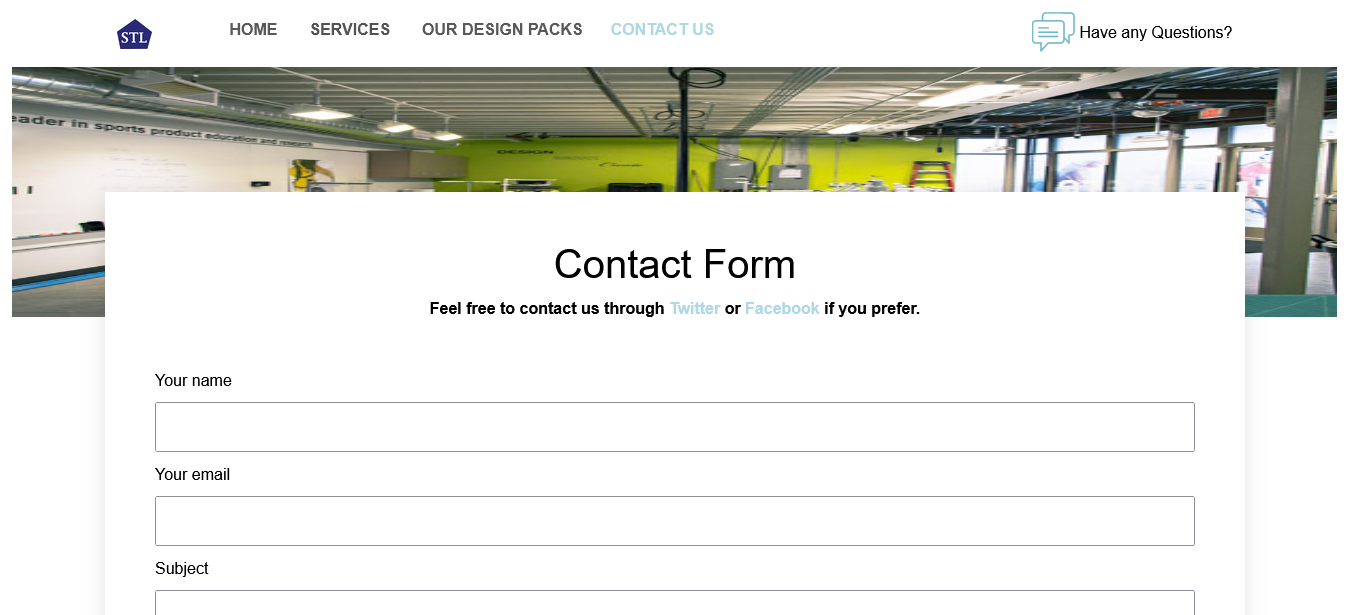 STL
HOME SERVICES OUR DESIGN PACKS CONTACT US
Have any Questions?
eader in sports product education and research
DESIGN
Create
Contact Form
Feel free to contact us through Twitter or Facebook if you prefer.
Your name
Your email
Subject